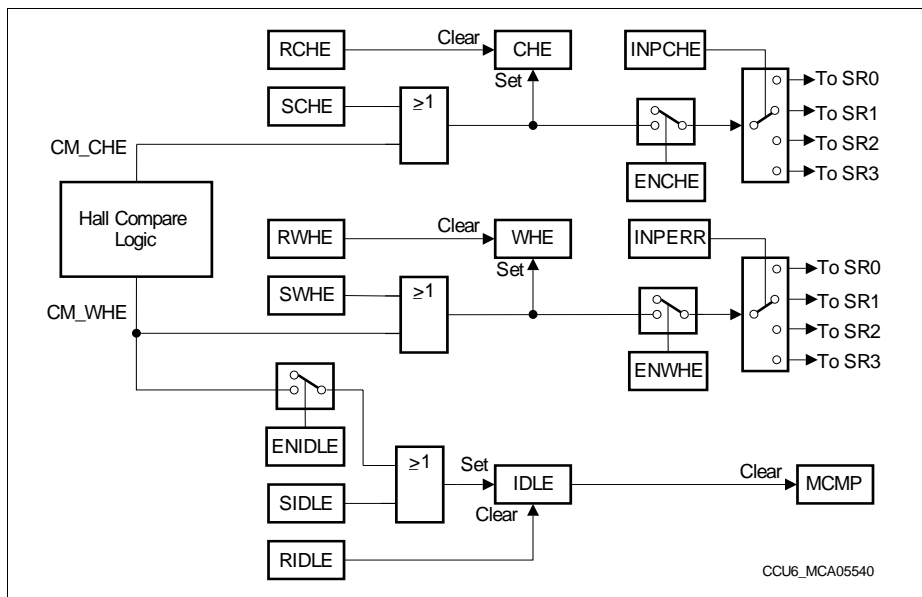 RCHE
Clear
CHE
INPCHE
Set
To SR0
SCHE
≥1
To SR1
To SR2
CM_CHE
To SR3
ENCHE
Hall Compare
Logic
RWHE
Clear
WHE
INPERR
Set
To SR0
SWHE
≥1
To SR1
CM_WHE
To SR2
To SR3
ENWHE
ENIDLE
≥1
Set
IDLE
Clear
MCMP
SIDLE
Clear
RIDLE
CCU6_MCA05540